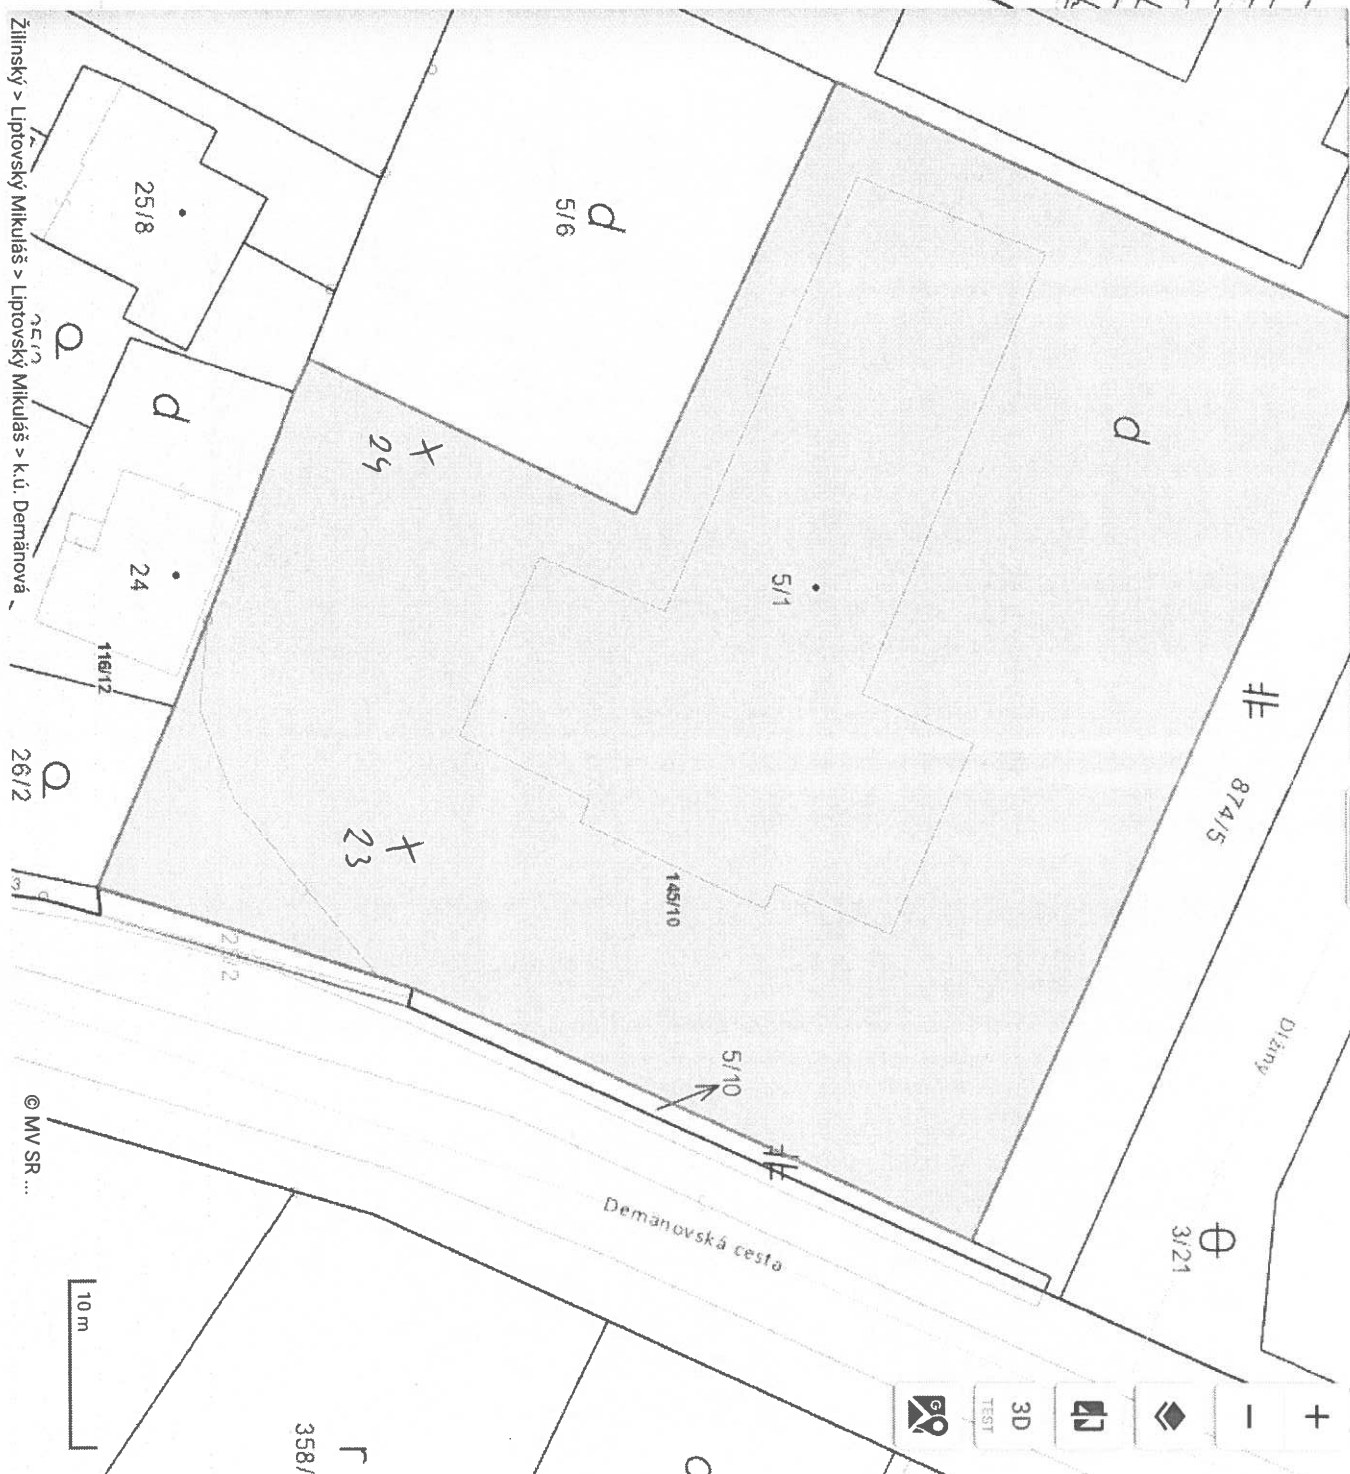 Žilinský > Liptovský Mikuláš > Liptovský Mikuláš > k.ú. Demänová
25/8
24
116/12
26/2
5/6
24
23
5/1
145/10
5/10
874/5
Dlžiny
3/21
Demänovská cesta
358/
© MV SR ...
10 m
+
−
3D
TEST
G